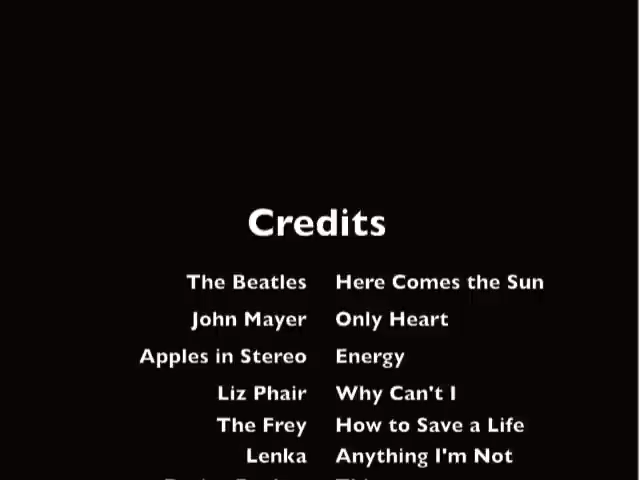 Credits
The Beatles Here Comes the Sun
John Mayer Only Heart
Apples in Stereo Energy
Liz Phair Why Can't I
The Frey How to Save a Life
Lenka Anything I'm Not